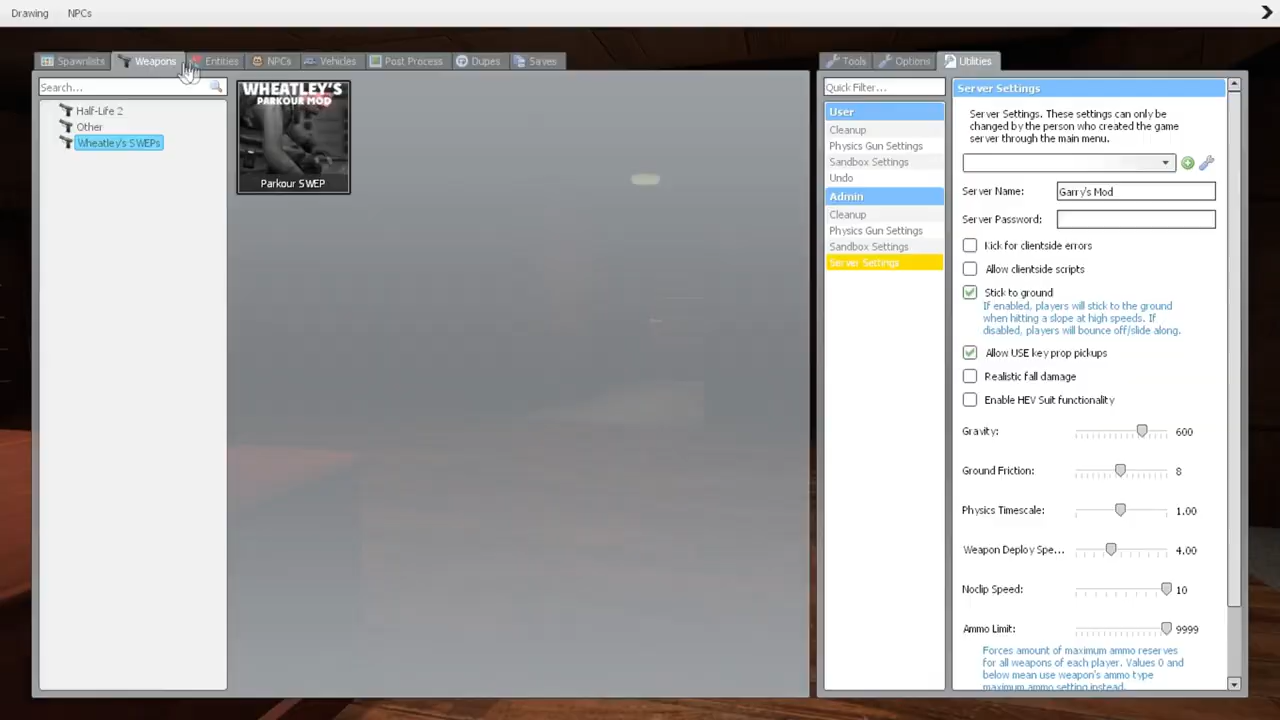 Drawing NPCs
Spawnlists Weapons Entities NPCs Vehicles Post Process Dupes Saves
Search...
Half-Life 2
Other
Wheatley's SWEPs
WHEATLEY'S
PARKOUR MOD
Parkour SWEP
Tools Options Utilities
Quick Filter...
User
Cleanup
Physics Gun Settings
Sandbox Settings
Undo
Admin
Cleanup
Physics Gun Settings
Sandbox Settings
Server Settings
Server Settings
Server Settings. These settings can only be
changed by the person who created the game
server through the main menu.
Server Name: Garry's Mod
Server Password:
Kick for clientside errors
Allow clientside scripts
Stick to ground
If enabled, players will stick to the ground
when hitting a slope at high speeds. If
disabled, players will bounce off/slide along.
Allow USE key prop pickups
Realistic fall damage
Enable HEV Suit functionality
Gravity: 600
Ground Friction: 8
Physics Timescale: 1.00
Weapon Deploy Spe... 4.00
Noclip Speed: 10
Ammo Limit: 9999
Forces amount of maximum ammo reserves
for all weapons of each player. Values 0 and
below mean use weapon's ammo type
maximum ammo setting instead.